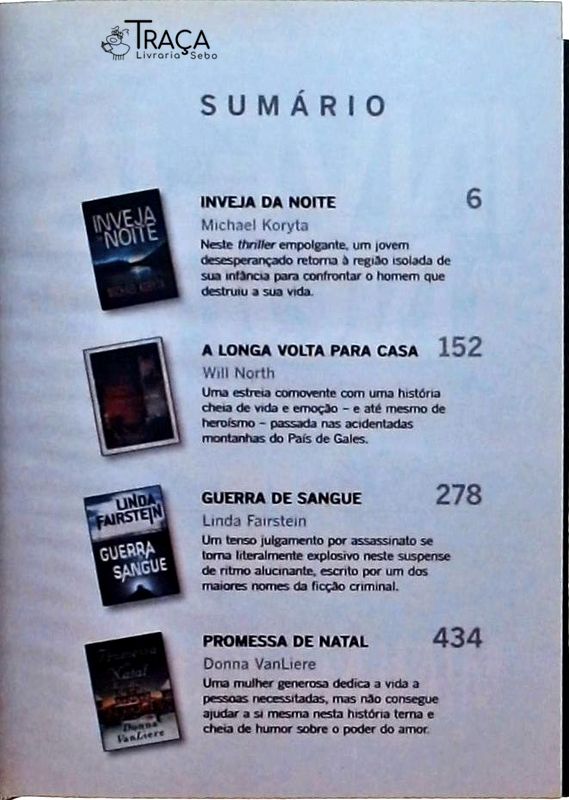 TRAÇA
Livraria Sebo
SUMÁRIO
INVEJA DA NOITE 6
Michael Koryta
Neste thriller empolgante, um jovem
desesperançado retorna à região isolada de
sua infância para confrontar o homem que
destruiu a sua vida.
INVEJA
DA NOITE
MICHAEL KORYTA
A LONGA VOLTA PARA CASA 152
Will North
Uma estreia comovente com uma história
cheia de vida e emoção – e até mesmo de
heroísmo – passada nas acidentadas
montanhas do País de Gales.
GUERRA DE SANGUE 278
Linda Fairstein
Um tenso julgamento por assassinato se
torna literalmente explosivo neste suspense
de ritmo alucinante, escrito por um dos
maiores nomes da ficção criminal.
LINDA
FAIRSTEIN
GUERRA
SANGUE
PROMESSA DE NATAL 434
Donna VanLiere
Uma mulher generosa dedica a vida a
pessoas necessitadas, mas não consegue
ajudar a si mesma nesta história terna e
cheia de humor sobre o poder do amor.
Promessa
Natal
Donna
VanLiere